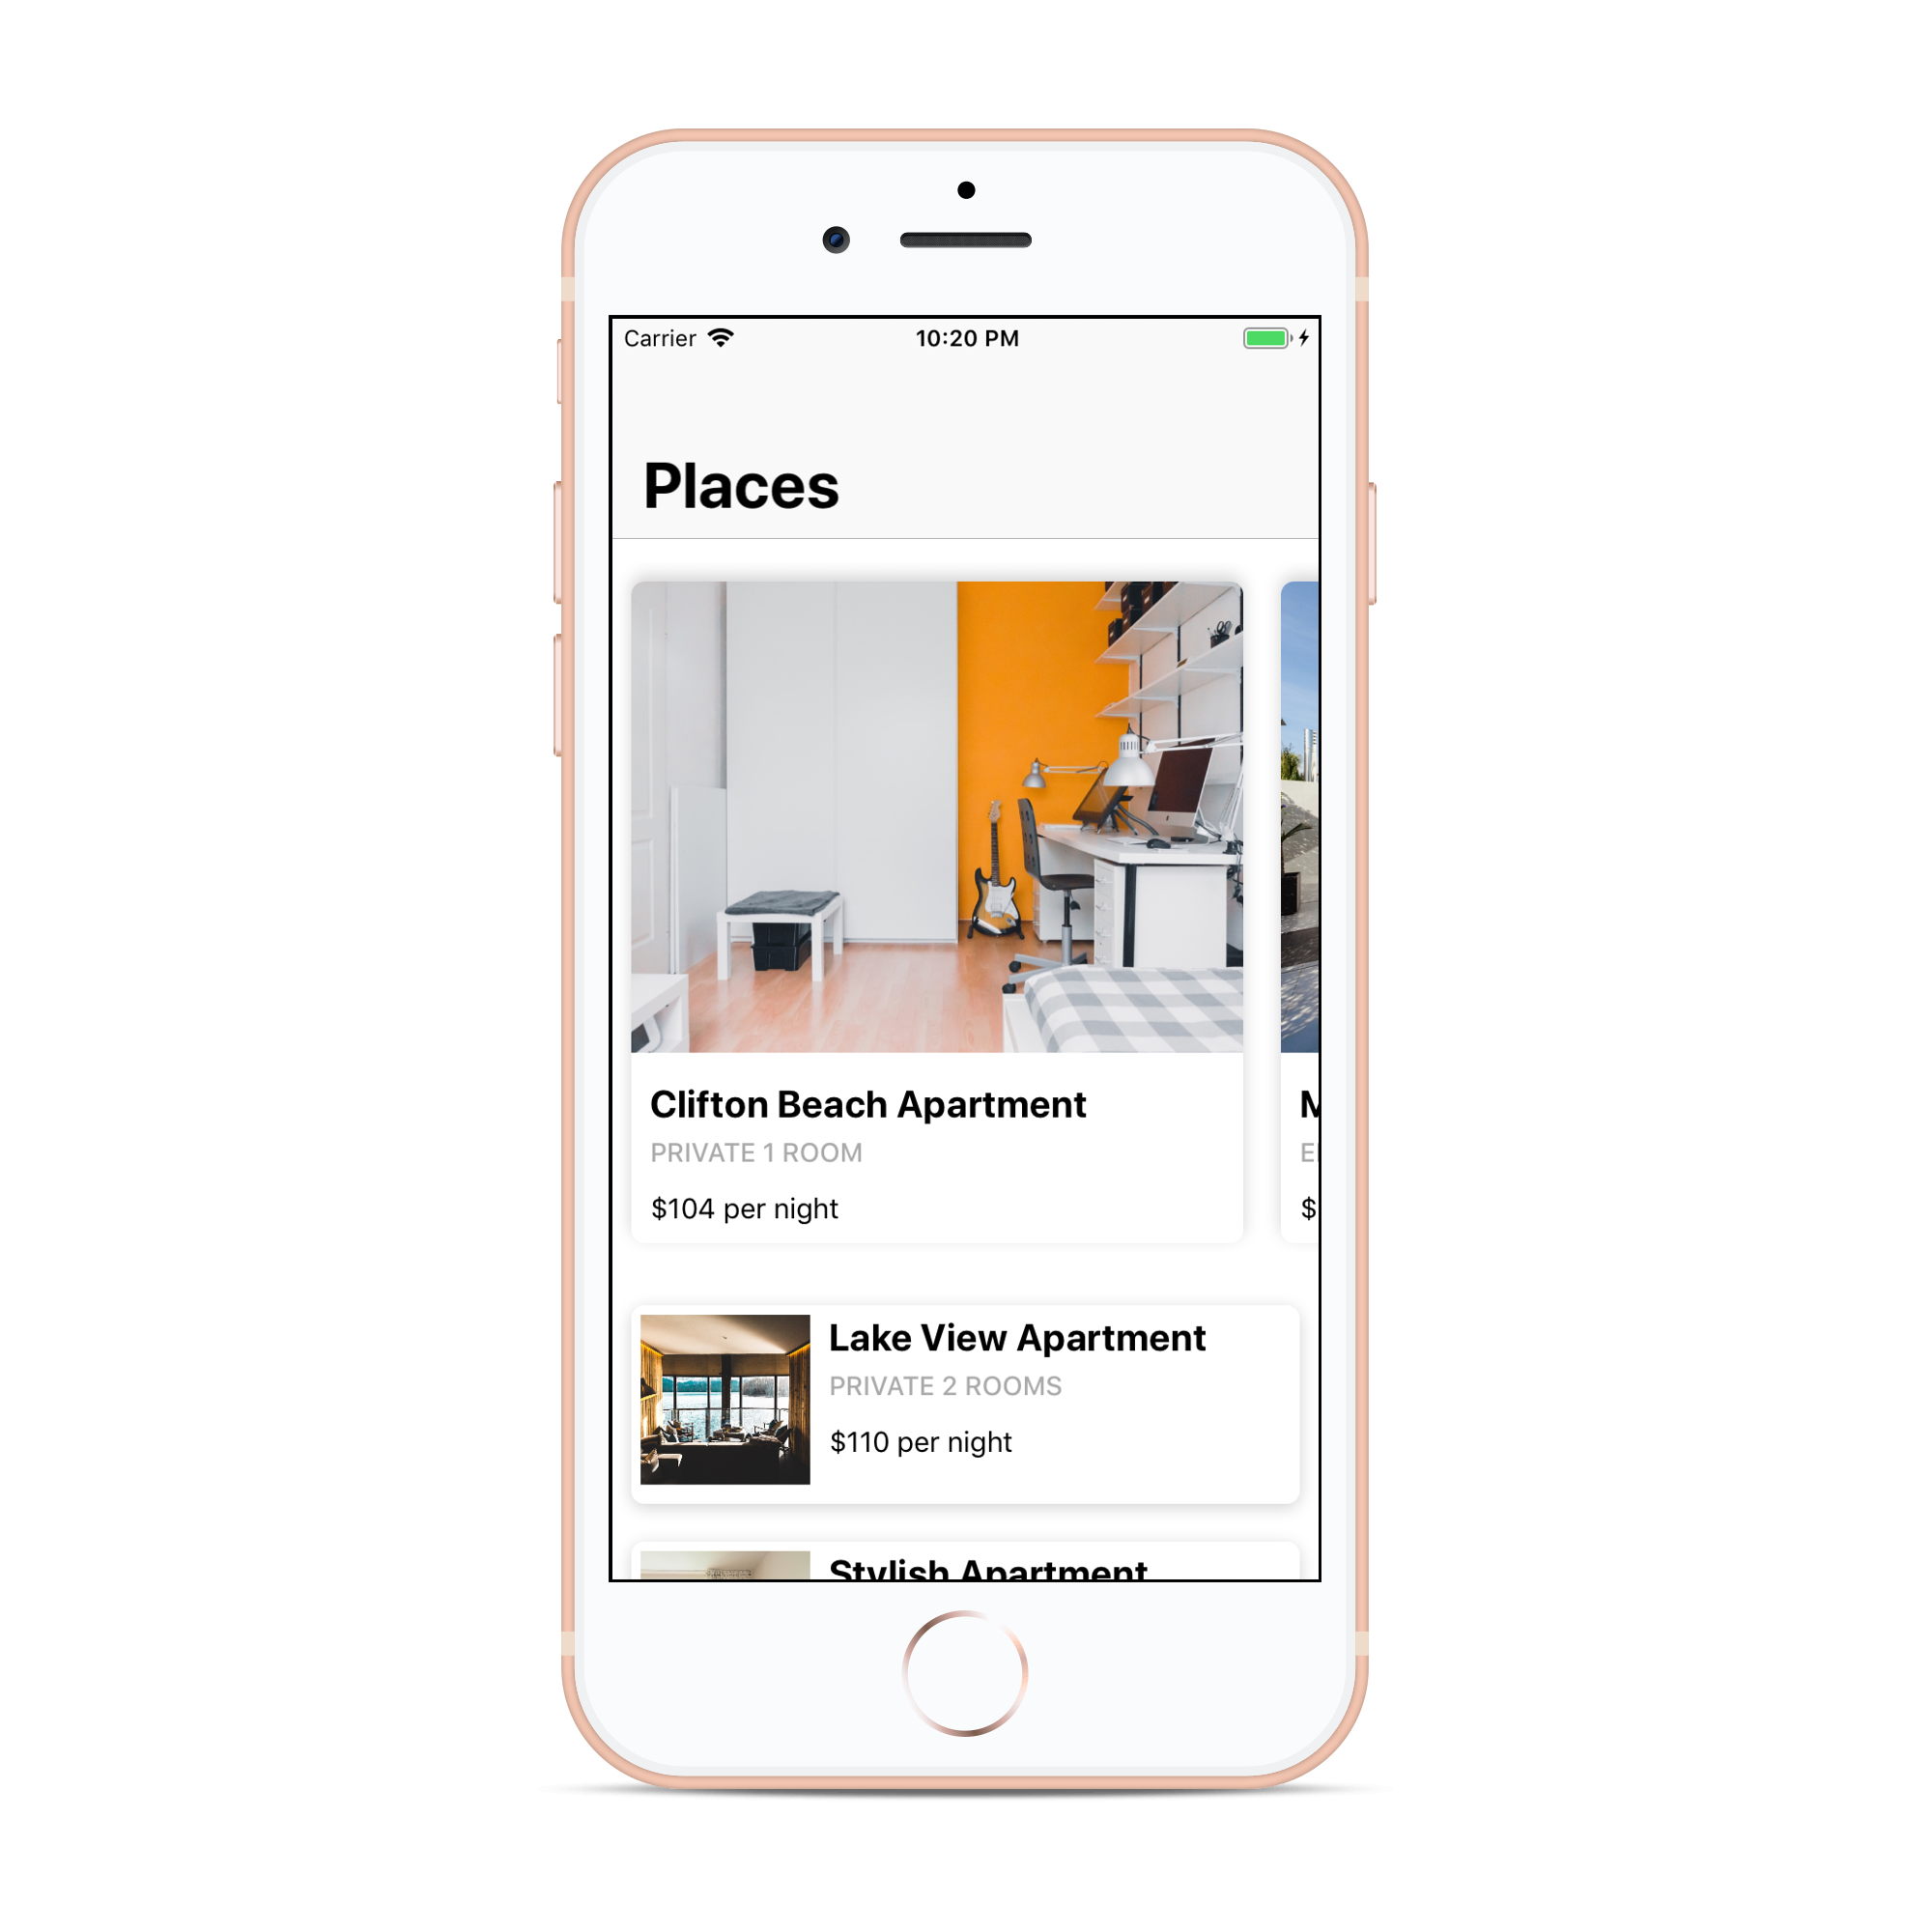 Carrier 10:20 PM
Places
Clifton Beach Apartment
PRIVATE 1 ROOM
$104 per night
M
$
Lake View Apartment
PRIVATE 2 ROOMS
$110 per night
Stylish Apartment